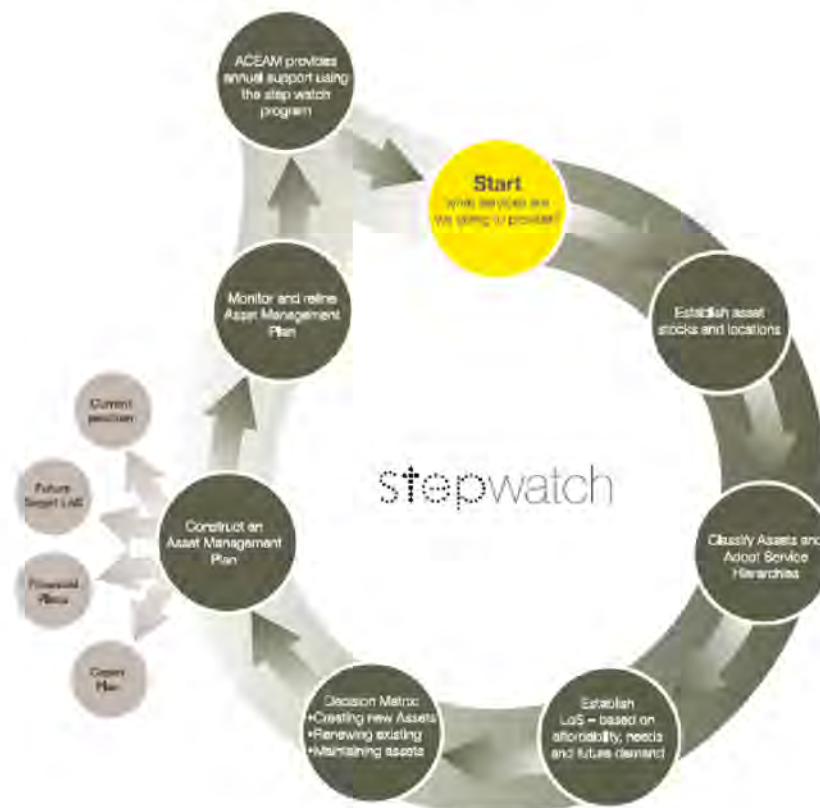 ACEAM provides
annual support using
the step watch
program
Start
what services are
we going to provide?
Establish asset
stocks and locations
Classify Assets and
Adopt Service
Hierarchies
Establish
LoS – based on
affordability, needs
and future demand
Decision Matrix:
•Creating new Assets
•Renewing existing
•Maintaining assets
Construct an
Asset Management
Plan
Current
position
Future
Target LoS
Financial
Plan
Monitor and refine
Asset Management
Plan
stepwatch